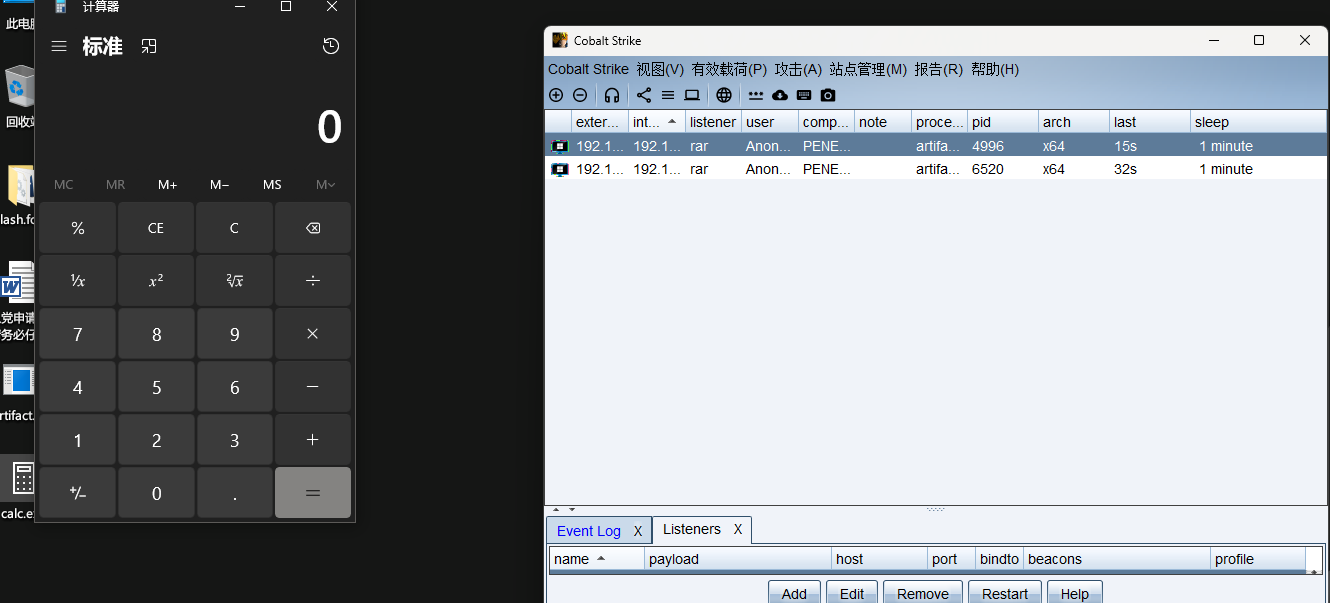 此电脑
回收站
lash.fo
党申请
务必仔
rtifact.
calc.e
计算器
标准
0
MC MR M+ M− MS M
% CE C
¹⁄x x² ²√x ÷
7 8 9 ×
4 5 6 −
1 2 3 +
+/− 0 . =
Cobalt Strike
Cobalt Strike 视图(V) 有效载荷(P) 攻击(A) 站点管理(M) 报告(R) 帮助(H)
exter... int... listener user comp... note proce... pid arch last sleep
192.1... 192.1... rar Anon... PENE... artifa... 4996 x64 15s 1 minute
192.1... 192.1... rar Anon... PENE... artifa... 6520 x64 32s 1 minute
Event Log X Listeners X
name payload host port bindto beacons profile
Add Edit Remove Restart Help